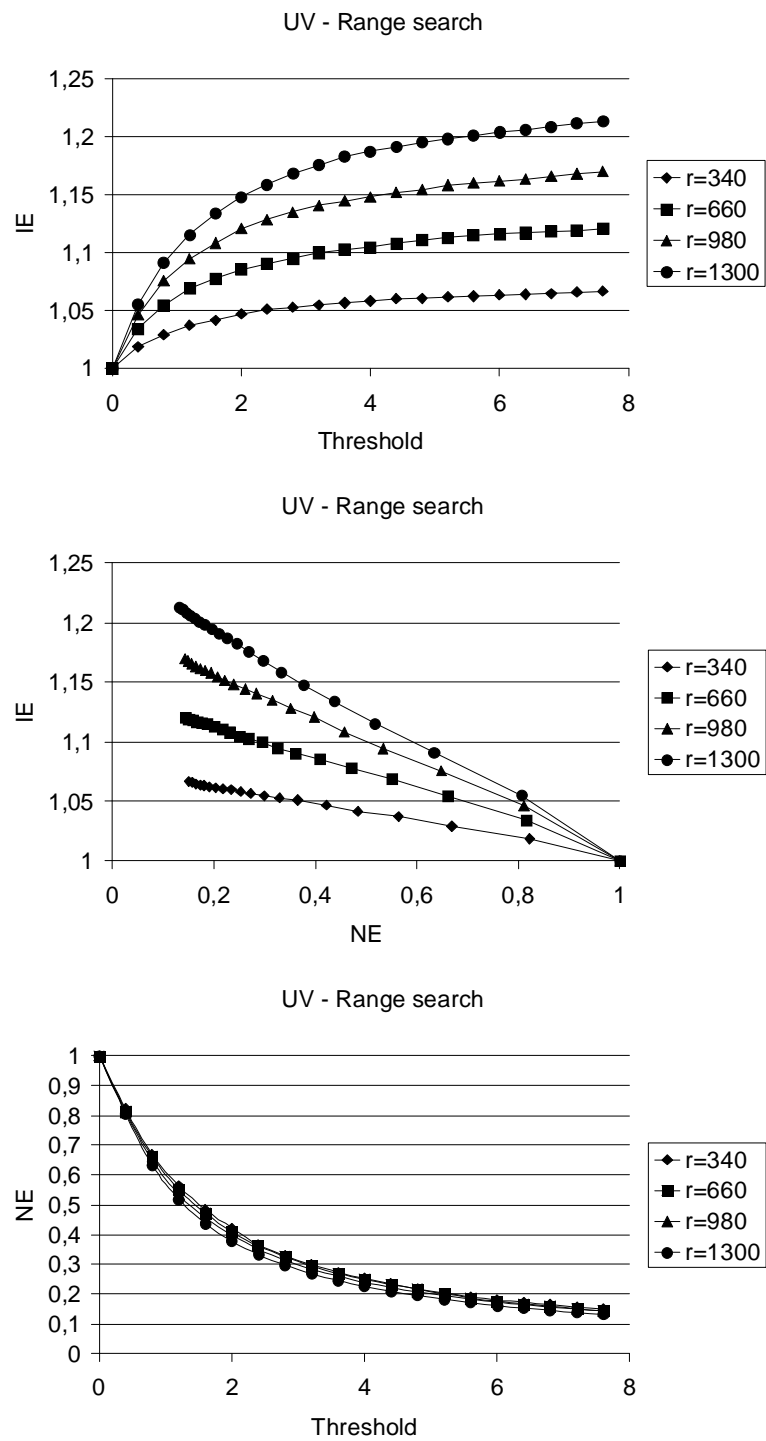 UV - Range search
1,25
1,2
1,15
1,1
1,05
1
IE
0 2 4 6 8
Threshold
r=340
r=660
r=980
r=1300
UV - Range search
1,25
1,2
1,15
1,1
1,05
1
IE
0 0,2 0,4 0,6 0,8 1
NE
r=340
r=660
r=980
r=1300
UV - Range search
1
0,9
0,8
0,7
0,6
0,5
0,4
0,3
0,2
0,1
0
NE
0 2 4 6 8
Threshold
r=340
r=660
r=980
r=1300